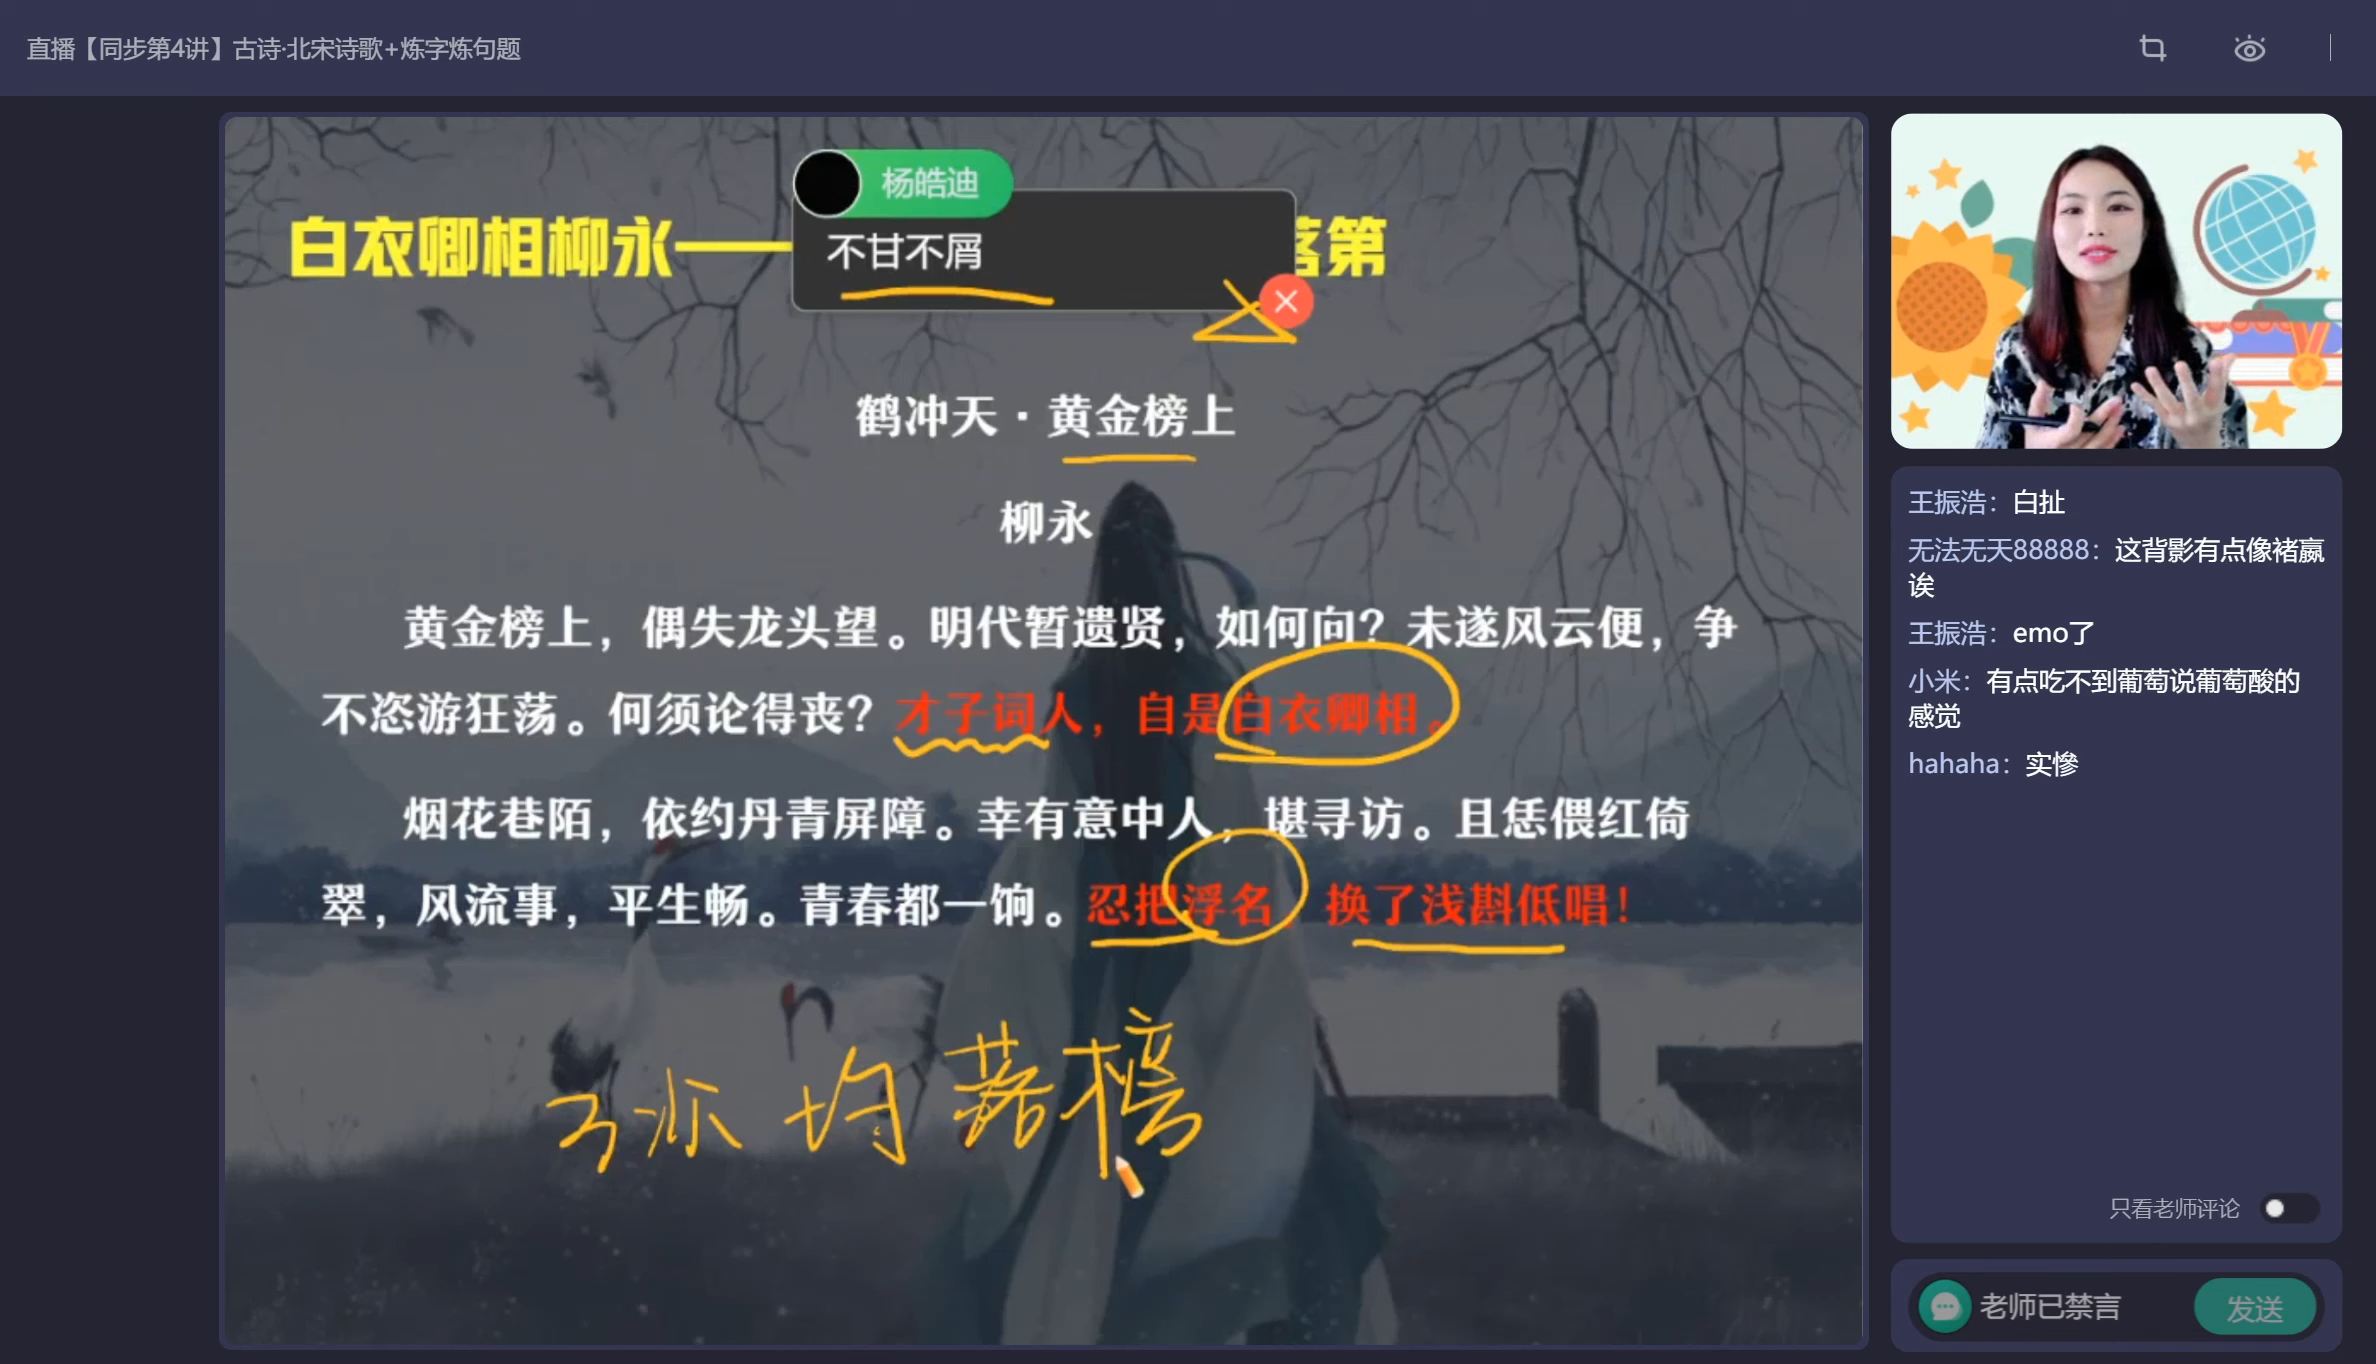 直播【同步第4讲】古诗·北宋诗歌+炼字炼句题
杨皓迪
不甘不屑
白衣卿相柳永——
落第
鹤冲天·黄金榜上
柳永
黄金榜上，偶失龙头望。明代暂遗贤，如何向？未遂风云便，争
不恣游狂荡。何须论得丧？才子词人，自是白衣卿相。
烟花巷陌，依约丹青屏障。幸有意中人，堪寻访。且恁偎红倚
翠，风流事，平生畅。青春都一饷。忍把浮名，换了浅斟低唱！
均落榜
王振浩：白扯
无法无天88888：这背影有点像褚嬴
诶
王振浩：emo了
小米：有点吃不到葡萄说葡萄酸的
感觉
hahaha：实惨
只看老师评论
老师已禁言
发送